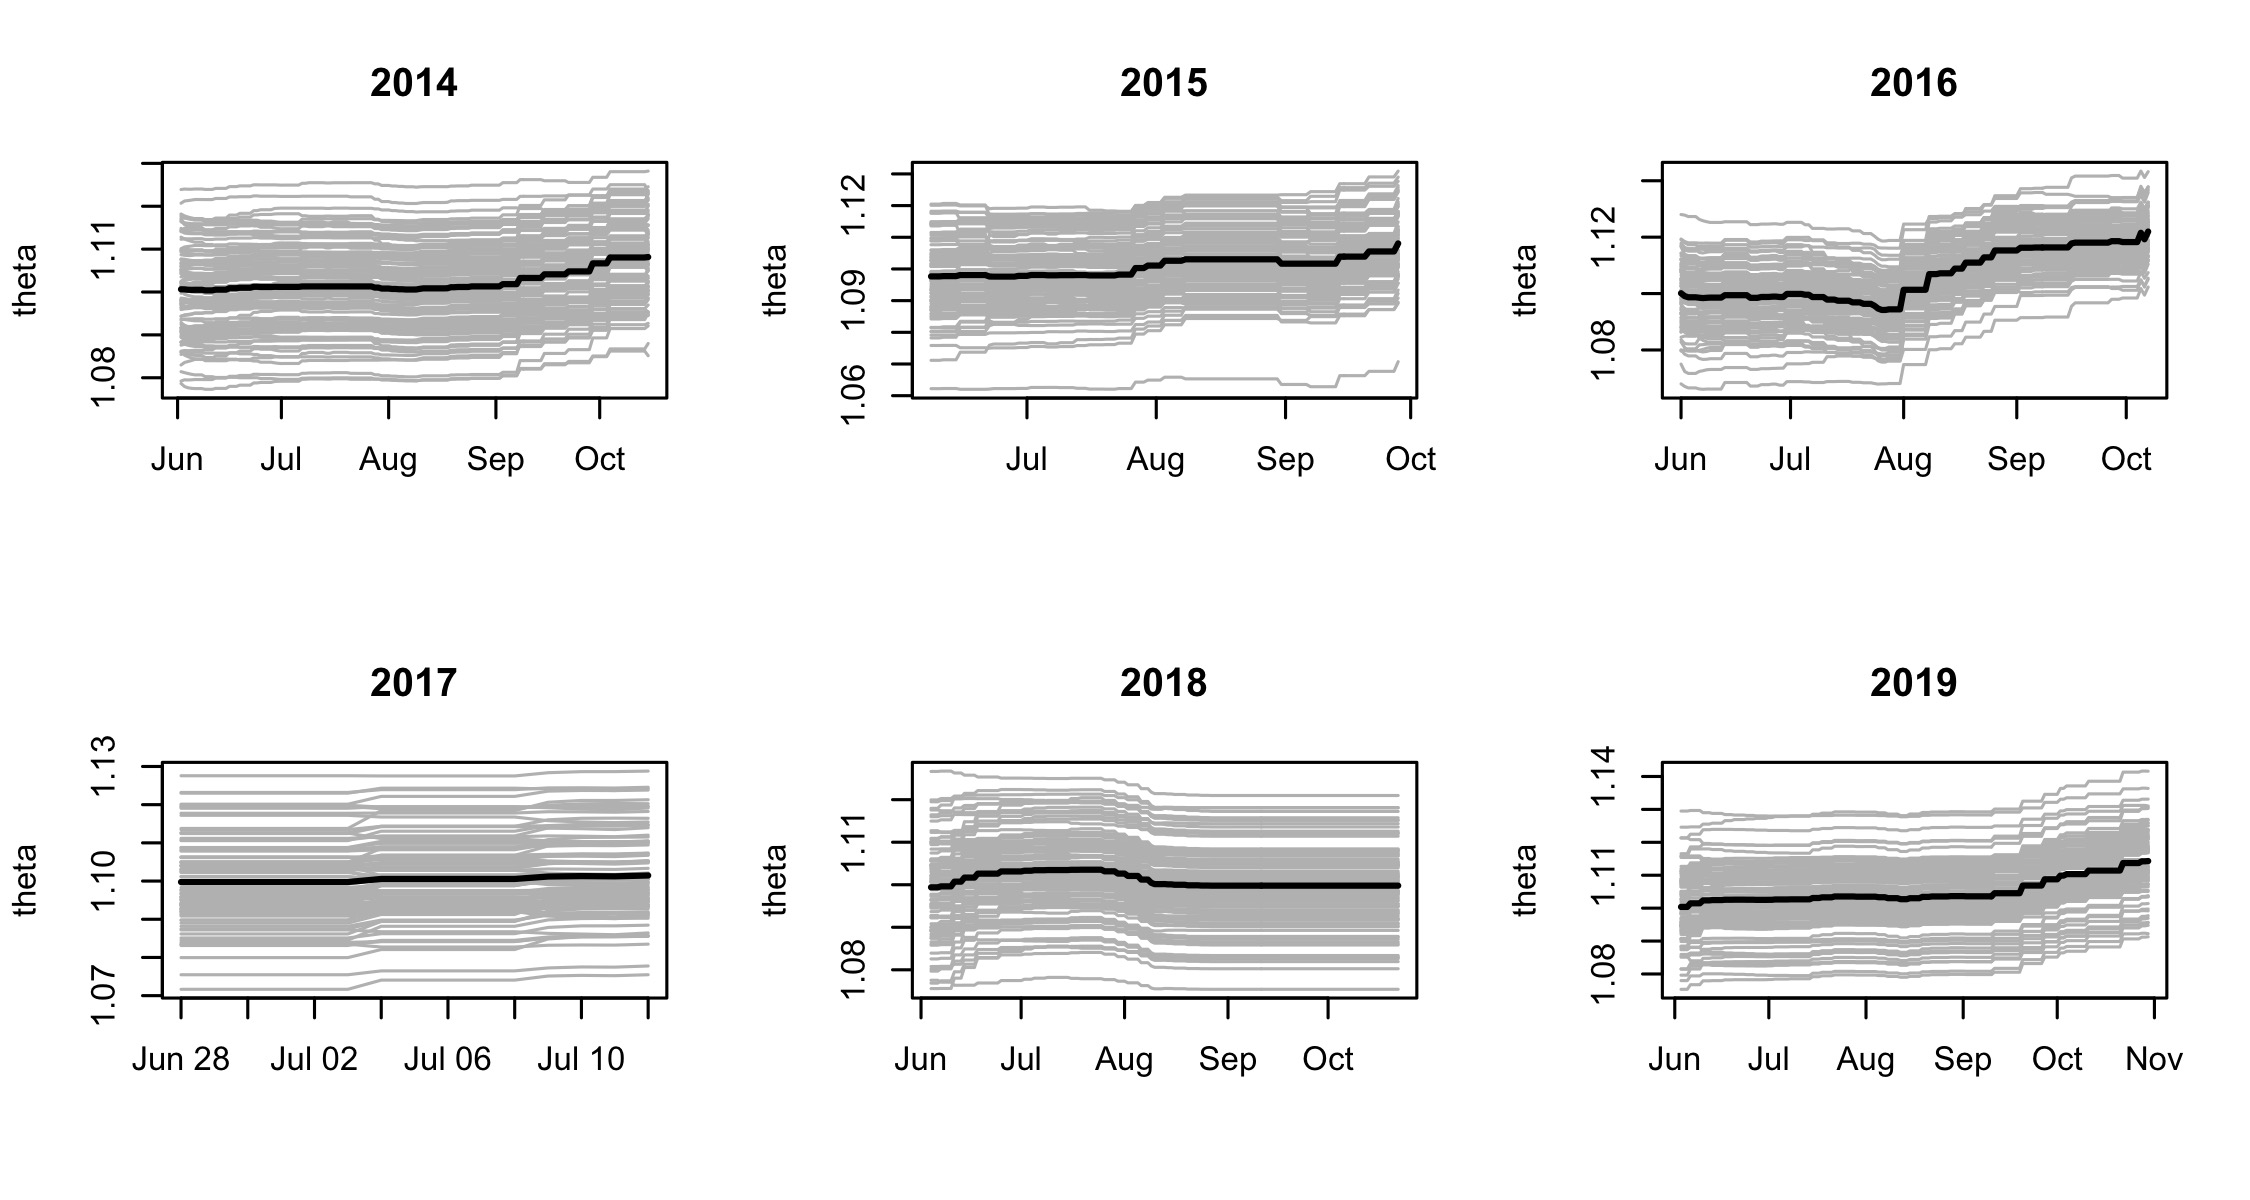 2014
theta
1.11
1.08
Jun Jul Aug Sep Oct
2015
theta
1.12
1.09
1.06
Jul Aug Sep Oct
2016
theta
1.12
1.08
Jun Jul Aug Sep Oct
2017
theta
1.13
1.10
1.07
Jun 28 Jul 02 Jul 06 Jul 10
2018
theta
1.11
1.08
Jun Jul Aug Sep Oct
2019
theta
1.14
1.11
1.08
Jun Jul Aug Sep Oct Nov